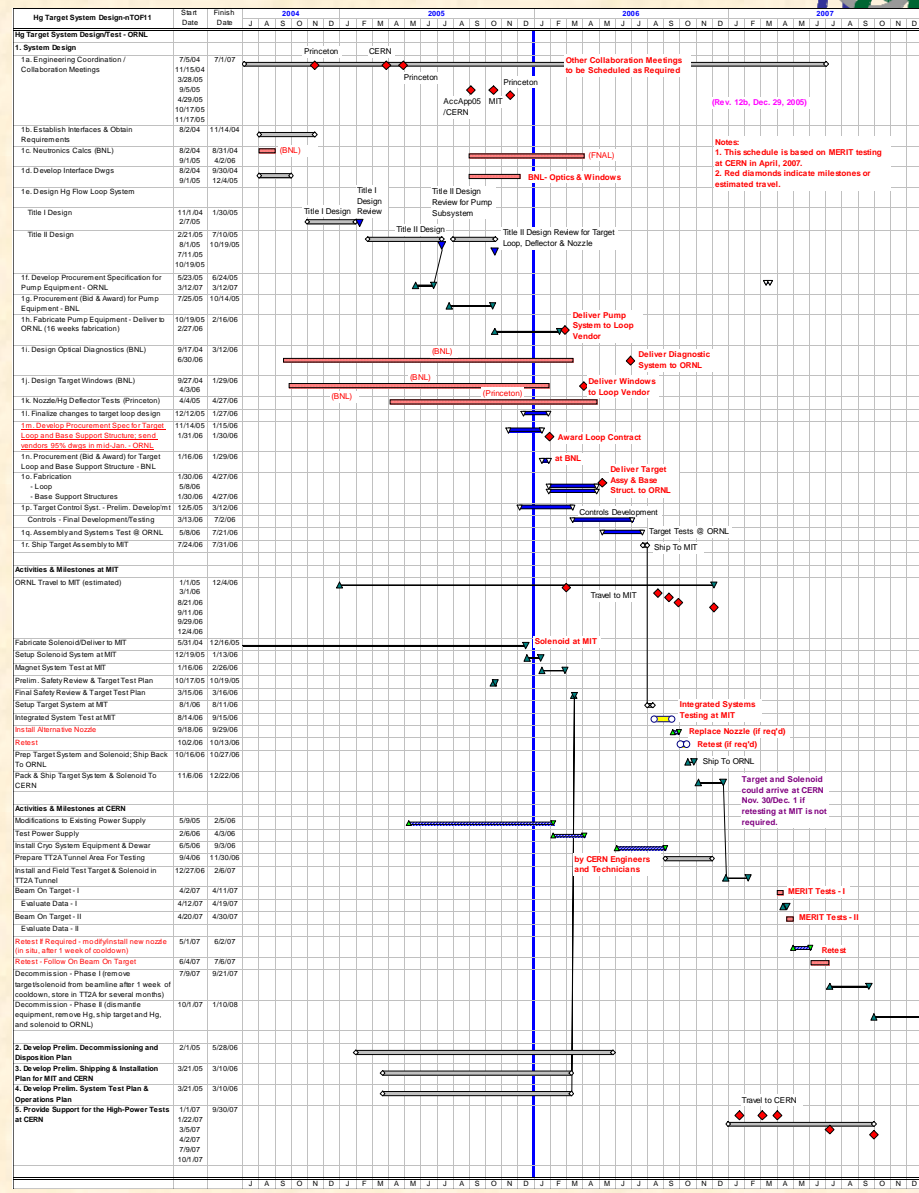 Hg Target System Design-nTOF11 Start Date Finish Date 2004 2005 2006 2007
J A S O N D J F M A M J J A S O N D J F M A M J J A S O N D J F M A M J J A S O N D
Hg Target System Design/Test - ORNL
1. System Design
1a. Engineering Coordination / 7/5/04 7/1/07
Collaboration Meetings 11/15/04
3/28/05
9/5/05
4/29/05
10/17/05
11/17/05
Princeton CERN
Princeton
Princeton
AccApp05 MIT
/CERN
Other Collaboration Meetings
to be Scheduled as Required
(Rev. 12b, Dec. 29, 2005)
1b. Establish Interfaces & Obtain 8/2/04 11/14/04
Requirements
Notes:
1. This schedule is based on MERIT testing
at CERN in April, 2007.
2. Red diamonds indicate milestones or
estimated travel.
1c. Neutronics Calcs (BNL) 8/2/04 8/31/04 (BNL) (FNAL)
9/1/05 4/2/06
1d. Develop Interface Dwgs 8/2/04 9/30/04
9/1/05 12/4/05 BNL- Optics & Windows
1e. Design Hg Flow Loop System
Title I
Design
Review
Title II Design
Review for Pump
Subsystem
Title I Design 11/1/04 1/30/05 Title I Design
2/7/05
Title II Design 2/21/05 7/10/05 Title II Design
8/1/05 10/19/05
7/11/05
10/19/05
Title II Design Review for Target
Loop, Deflector & Nozzle
1f. Develop Procurement Specification for 5/23/05 6/24/05
Pump Equipment - ORNL 3/12/07 3/12/07
1g. Procurement (Bid & Award) for Pump 7/25/05 10/14/05
Equipment - BNL
1h. Fabricate Pump Equipment - Deliver to 10/19/05 2/16/06
ORNL (16 weeks fabrication) 2/27/06
Deliver Pump
System to Loop
Vendor
1i. Design Optical Diagnostics (BNL) 9/17/04 3/12/06 (BNL)
6/30/06
Deliver Diagnostic
System to ORNL
1j. Design Target Windows (BNL) 9/27/04 1/29/06 (BNL)
4/3/06
Deliver Windows
to Loop Vendor
1k. Nozzle/Hg Deflector Tests (Princeton) 4/4/05 4/27/06 (BNL) (Princeton)
1l. Finalize changes to target loop design 12/12/05 1/27/06
1m. Develop Procurement Spec for Target 11/14/05 1/15/06
Loop and Base Support Structure; send 1/31/06 1/30/06
vendors 95% dwgs in mid-Jan. - ORNL
Award Loop Contract
1n. Procurement (Bid & Award) for Target 1/16/06 1/29/06
Loop and Base Support Structure - BNL
at BNL
1o. Fabrication 1/30/06 4/27/06
- Loop 5/8/06
- Base Support Structures 1/30/06 4/27/06
Deliver Target
Assy & Base
Struct. to ORNL
1p. Target Control Syst. - Prelim. Develop'mt 12/5/05 3/12/06
Controls - Final Development/Testing 3/13/06 7/2/06 Controls Development
1q. Assembly and Systems Test @ ORNL 5/8/06 7/21/06 Target Tests @ ORNL
1r. Ship Target Assembly to MIT 7/24/06 7/31/06 Ship To MIT
Activities & Milestones at MIT
ORNL Travel to MIT (estimated) 1/1/05 12/4/06
3/1/06
8/21/06
9/11/06
9/29/06
12/4/06
Travel to MIT
Fabricate Solenoid/Deliver to MIT 5/31/04 12/16/05 Solenoid at MIT
Setup Solenoid System at MIT 12/19/05 1/13/06
Magnet System Test at MIT 1/16/06 2/26/06
Prelim. Safety Review & Target Test Plan 10/17/05 10/19/05
Final Safety Review & Target Test Plan 3/15/06 3/16/06
Setup Target System at MIT 8/1/06 8/11/06
Integrated System Test at MIT 8/14/06 9/15/06
Integrated Systems
Testing at MIT
Install Alternative Nozzle 9/18/06 9/29/06 Replace Nozzle (if req'd)
Retest 10/2/06 10/13/06 Retest (if req'd)
Prep Target System and Solenoid; Ship Back 10/16/06 10/27/06 Ship To ORNL
To ORNL
Pack & Ship Target System & Solenoid To 11/6/06 12/22/06
CERN
Target and Solenoid
could arrive at CERN
Nov. 30/Dec. 1 if
retesting at MIT is not
required.
Activities & Milestones at CERN
Modifications to Existing Power Supply 5/9/05 2/5/06
Test Power Supply 2/6/06 4/3/06
Install Cryo System Equipment & Dewar 6/5/06 9/3/06
Prepare TT2A Tunnel Area For Testing 9/4/06 11/30/06
by CERN Engineers
and Technicians
Install and Field Test Target & Solenoid in 12/27/06 2/6/07
TT2A Tunnel
Beam On Target - I 4/2/07 4/11/07 MERIT Tests - I
Evaluate Data - I 4/12/07 4/19/07
Beam On Target - II 4/20/07 4/30/07 MERIT Tests - II
Evaluate Data - II
Retest If Required - modify/install new nozzle 5/1/07 6/2/07
(in situ, after 1 week of cooldown)
Retest
Retest - Follow On Beam On Target 6/4/07 7/6/07
Decommission - Phase I (remove 7/9/07 9/21/07
target/solenoid from beamline after 1 week of
cooldown, store in TT2A for several months)
Decommission - Phase II (dismantle 10/1/07 1/10/08
equipment, remove Hg, ship target and Hg,
and solenoid to ORNL)
2. Develop Prelim. Decommissioning and 2/1/05 5/28/06
Disposition Plan
3. Develop Prelim. Shipping & Installation 3/21/05 3/10/06
Plan for MIT and CERN
4. Develop Prelim. System Test Plan & 3/21/05 3/10/06
Operations Plan
5. Provide Support for the High-Power Tests 1/1/07 9/30/07
at CERN 1/22/07
3/5/07
4/2/07
7/9/07
10/1/07
Travel to CERN
J A S O N D J F M A M J J A S O N D J F M A M J J A S O N D J F M A M J J A S O N D